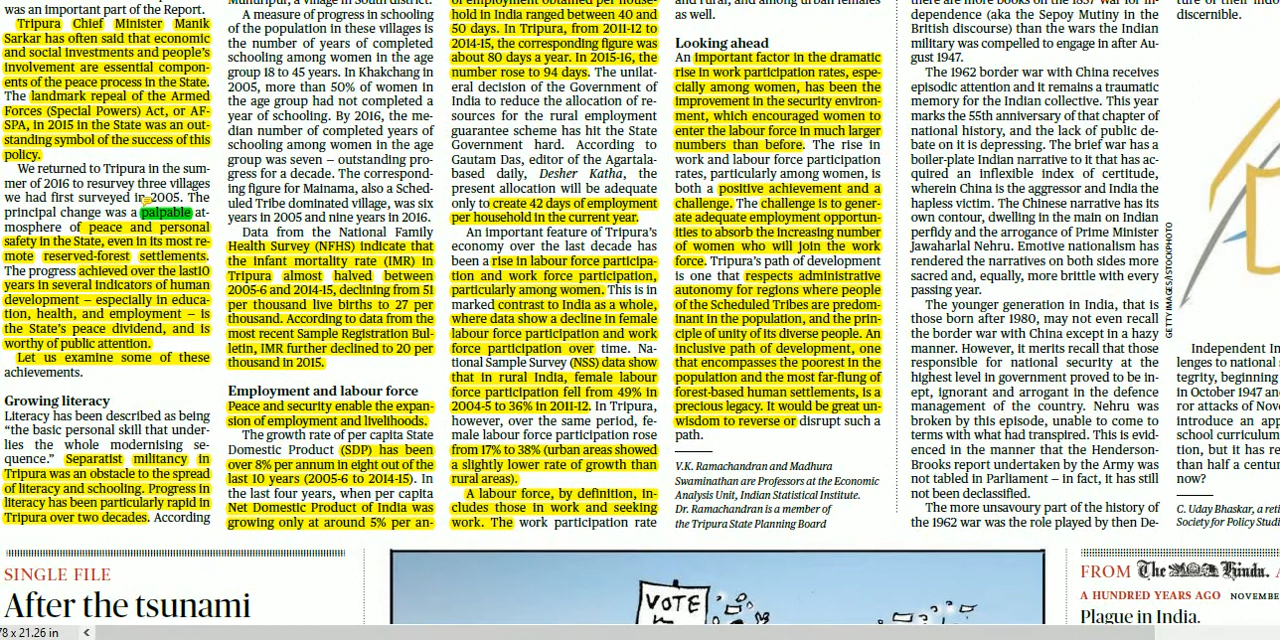 was an important part of the Report.
Tripura Chief Minister Manik
Sarkar has often said that economic
and social investments and people's
involvement are essential compon-
ents of the peace process in the State.
The landmark repeal of the Armed
Forces (Special Powers) Act, or AF-
SPA, in 2015 in the State was an out-
standing symbol of the success of this
policy.
We returned to Tripura in the sum-
mer of 2016 to resurvey three villages
we had first surveyed in 2005. The
principal change was a palpable at-
mosphere of peace and personal
safety in the State, even in its most re-
mote reserved-forest settlements.
The progress achieved over the last10
years in several indicators of human
development – especially in educa-
tion, health, and employment – is
the State's peace dividend, and is
worthy of public attention.
Let us examine some of these
achievements.
Growing literacy
Literacy has been described as being
“the basic personal skill that under-
lies the whole modernising se-
quence.” Separatist militancy in
Tripura was an obstacle to the spread
of literacy and schooling. Progress in
literacy has been particularly rapid in
Tripura over two decades. According
A measure of progress in schooling
of the population in these villages is
the number of years of completed
schooling among women in the age
group 18 to 45 years. In Khakchang in
2005, more than 50% of women in
the age group had not completed a
year of schooling. By 2016, the me-
dian number of completed years of
schooling among women in the age
group was seven – outstanding pro-
gress for a decade. The correspond-
ing figure for Mainama, also a Sched-
uled Tribe dominated village, was six
years in 2005 and nine years in 2016.
Data from the National Family
Health Survey (NFHS) indicate that
the infant mortality rate (IMR) in
Tripura almost halved between
2005-6 and 2014-15, declining from 51
per thousand live births to 27 per
thousand. According to data from the
most recent Sample Registration Bul-
letin, IMR further declined to 20 per
thousand in 2015.
Employment and labour force
Peace and security enable the expan-
sion of employment and livelihoods.
The growth rate of per capita State
Domestic Product (SDP) has been
over 8% per annum in eight out of the
last 10 years (2005-6 to 2014-15). In
the last four years, when per capita
Net Domestic Product of India was
growing only at around 5% per an-
hold in India ranged between 40 and
50 days. In Tripura, from 2011-12 to
2014-15, the corresponding figure was
about 80 days a year. In 2015-16, the
number rose to 94 days. The unilat-
eral decision of the Government of
India to reduce the allocation of re-
sources for the rural employment
guarantee scheme has hit the State
Government hard. According to
Gautam Das, editor of the Agartala-
based daily, Desher Katha, the
present allocation will be adequate
only to create 42 days of employment
per household in the current year.
An important feature of Tripura's
economy over the last decade has
been a rise in labour force participa-
tion and work force participation,
particularly among women. This is in
marked contrast to India as a whole,
where data show a decline in female
labour force participation and work
force participation over time. Na-
tional Sample Survey (NSS) data show
that in rural India, female labour
force participation fell from 49% in
2004-5 to 36% in 2011-12. In Tripura,
however, over the same period, fe-
male labour force participation rose
from 17% to 38% (urban areas showed
a slightly lower rate of growth than
rural areas).
A labour force, by definition, in-
cludes those in work and seeking
work. The work participation rate
and rural, and among urban females
as well.
Looking ahead
An important factor in the dramatic
rise in work participation rates, espe-
cially among women, has been the
improvement in the security environ-
ment, which encouraged women to
enter the labour force in much larger
numbers than before. The rise in
work and labour force participation
rates, particularly among women, is
both a positive achievement and a
challenge. The challenge is to gener-
ate adequate employment opportun-
ities to absorb the increasing number
of women who will join the work
force. Tripura's path of development
is one that respects administrative
autonomy for regions where people
of the Scheduled Tribes are predom-
inant in the population, and the prin-
ciple of unity of its diverse people. An
inclusive path of development, one
that encompasses the poorest in the
population and the most far-flung of
forest-based human settlements, is a
precious legacy. It would be great un-
wisdom to reverse or disrupt such a
path.
V.K. Ramachandran and Madhura
Swaminathan are Professors at the Economic
Analysis Unit, Indian Statistical Institute.
Dr. Ramachandran is a member of
the Tripura State Planning Board
dependence (aka the Sepoy Mutiny in the
British discourse) than the wars the Indian
military was compelled to engage in after Au-
gust 1947.
The 1962 border war with China receives
episodic attention and it remains a traumatic
memory for the Indian collective. This year
marks the 55th anniversary of that chapter of
national history, and the lack of public de-
bate on it is depressing. The brief war has a
boiler-plate Indian narrative to it that has ac-
quired an inflexible index of certitude,
wherein China is the aggressor and India the
hapless victim. The Chinese narrative has its
own contour, dwelling in the main on Indian
perfidy and the arrogance of Prime Minister
Jawaharlal Nehru. Emotive nationalism has
rendered the narratives on both sides more
sacred and, equally, more brittle with every
passing year.
The younger generation in India, that is
those born after 1980, may not even recall
the border war with China except in a hazy
manner. However, it merits recall that those
responsible for national security at the
highest level in government proved to be in-
ept, ignorant and arrogant in the defence
management of the country. Nehru was
broken by this episode, unable to come to
terms with what had transpired. This is evid-
enced in the manner that the Henderson-
Brooks report undertaken by the Army was
not tabled in Parliament – in fact, it has still
not been declassified.
The more unsavoury part of the history of
the 1962 war was the role played by then De-
discernible.
GETTY IMAGES/ISTOCKPHOTO
Independent In
lenges to national
tegrity, beginning
in October 1947 an
ror attacks of Nov
introduce an app
school curriculum
tion, but it has re
than half a centu
now?
C. Uday Bhaskar, a reti
Society for Policy Studi
SINGLE FILE
After the tsunami
VOTE
FROM The Hindu.
A HUNDRED YEARS AGO NOVEMBE
Plague in India.
78 x 21.26 in